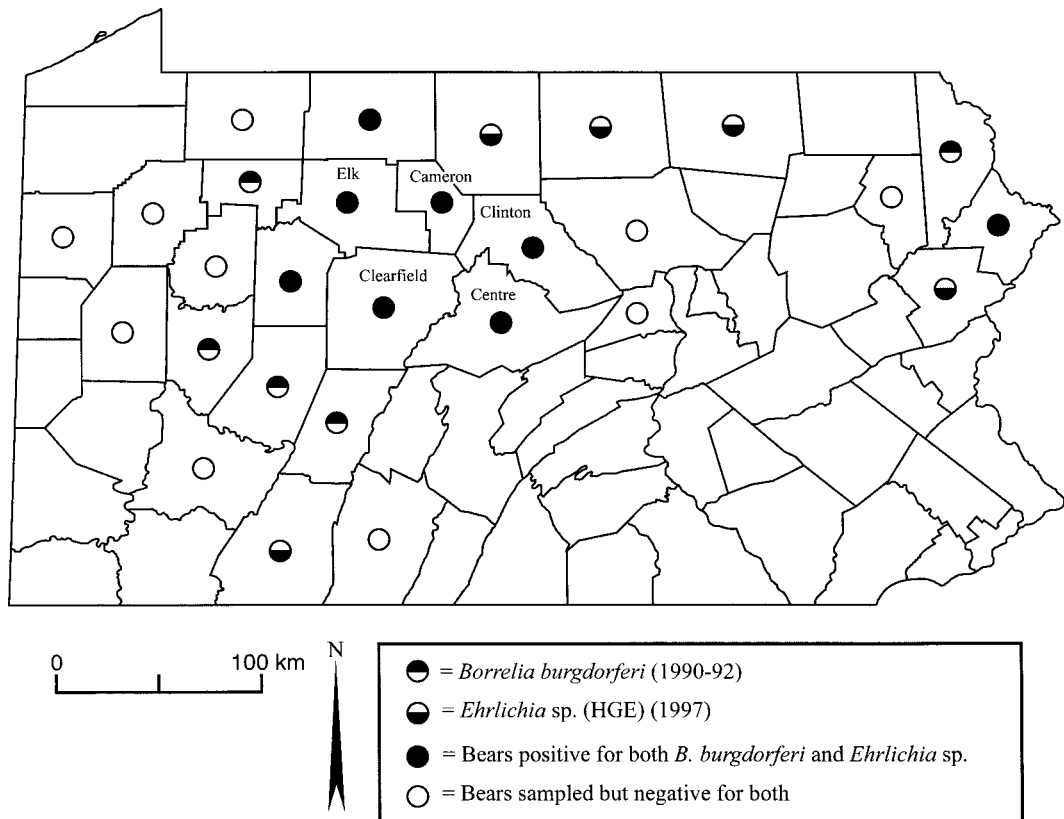 Elk
Cameron
Clinton
Clearfield
Centre
0 100 km
N
= Borrelia burgdorferi (1990-92)
= Ehrlichia sp. (HGE) (1997)
= Bears positive for both B. burgdorferi and Ehrlichia sp.
= Bears sampled but negative for both